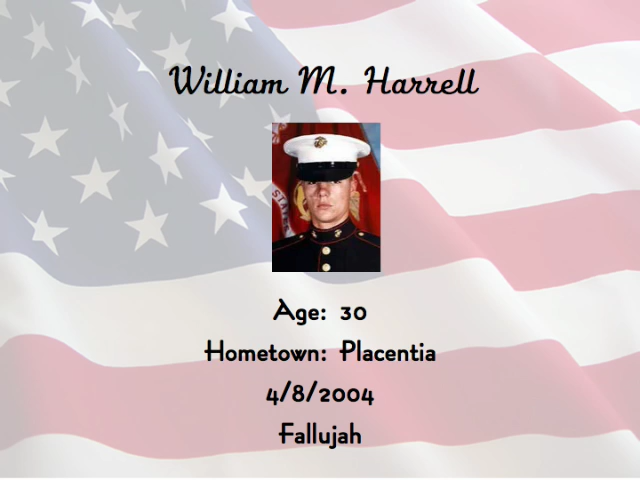 William M. Harrell
Age: 30
Hometown: Placentia
4/8/2004
Fallujah